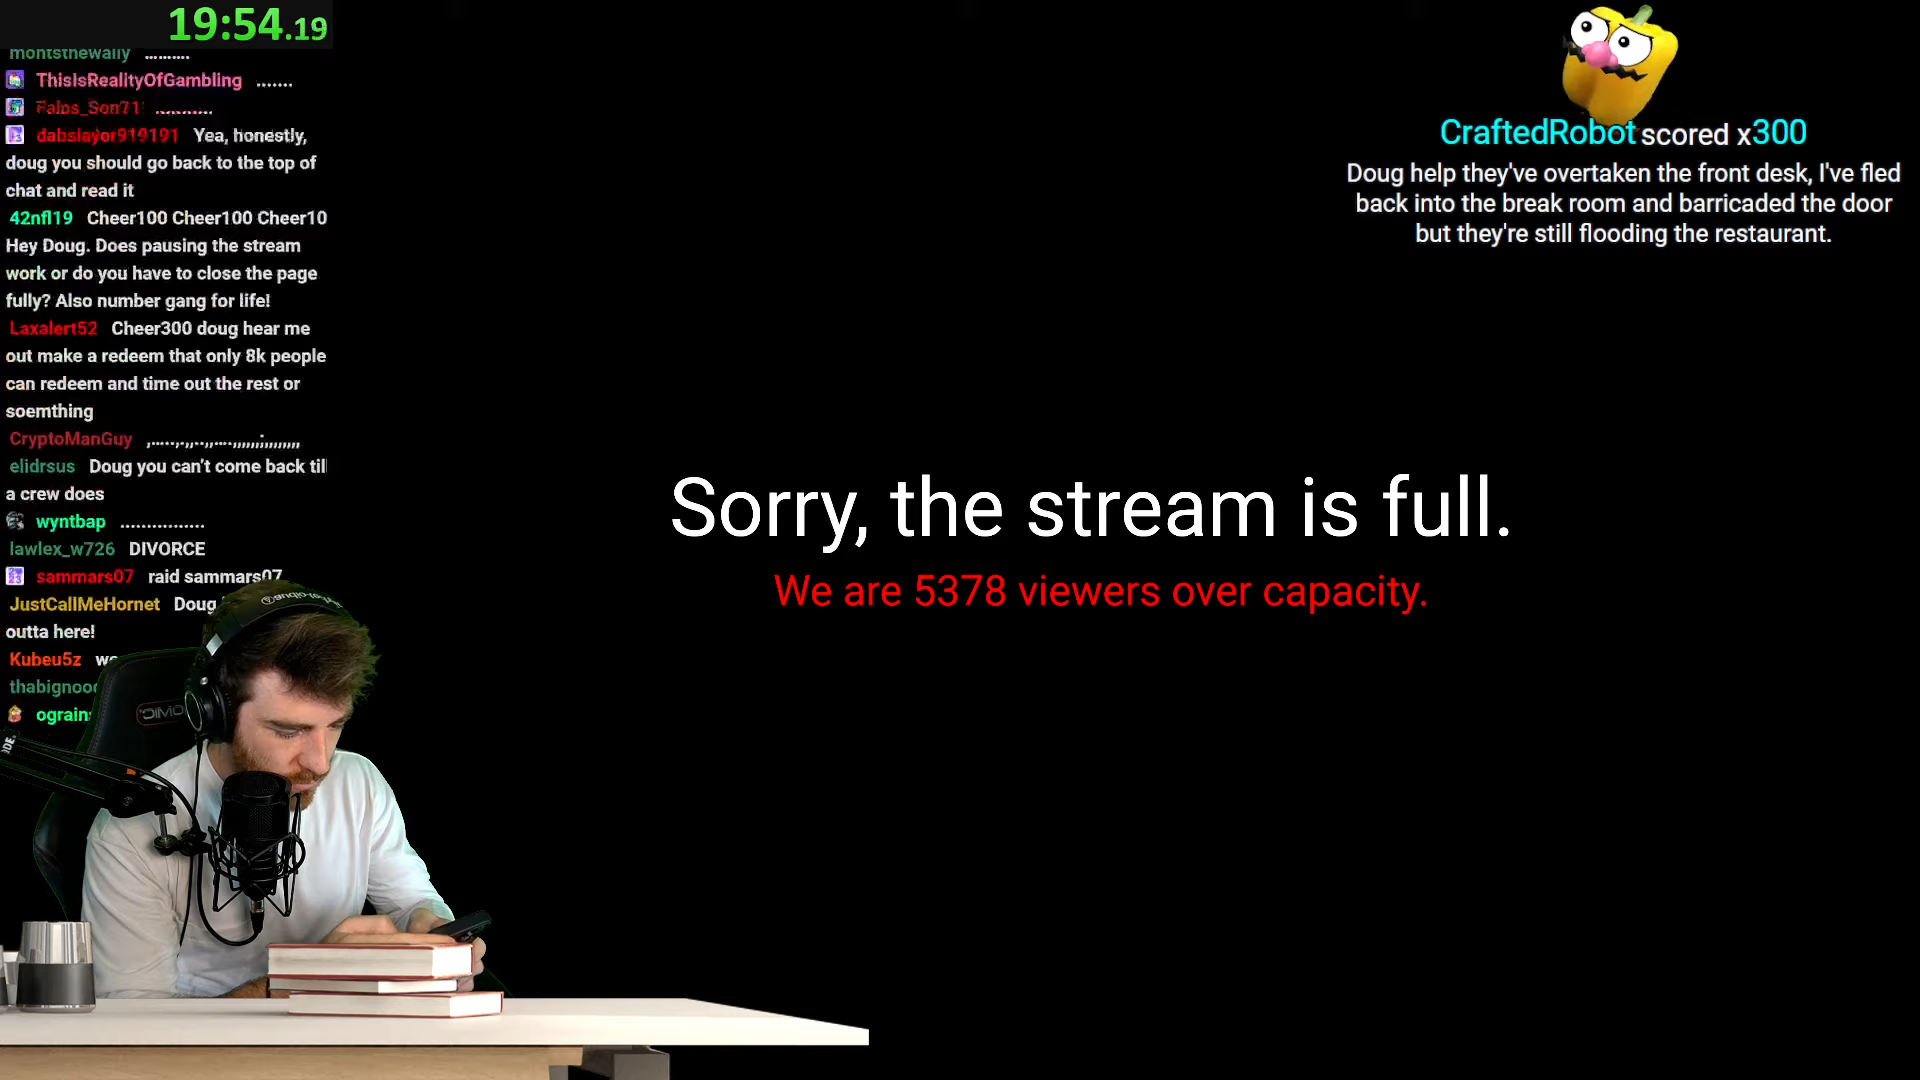 19:54.19
montsthewally ..........
ThisIsRealityOfGambling .......
dabslayer919191 Yea, honestly,
doug you should go back to the top of
chat and read it
42nfl19 Cheer100 Cheer100 Cheer10
Hey Doug. Does pausing the stream
work or do you have to close the page
fully? Also number gang for life!
Laxalert52 Cheer300 doug hear me
out make a redeem that only 8k people
can redeem and time out the rest or
soemthing
CryptoManGuy
elidrsus Doug you can't come back til
a crew does
wyntbap ................
lawlex_w726 DIVORCE
sammars07 raid sammars07
JustCallMeHornet Doug
outta here!
Kubeu5z
CraftedRobot scored x300
Doug help they've overtaken the front desk, I've fled
back into the break room and barricaded the door
but they're still flooding the restaurant.
Sorry, the stream is full.
We are 5378 viewers over capacity.